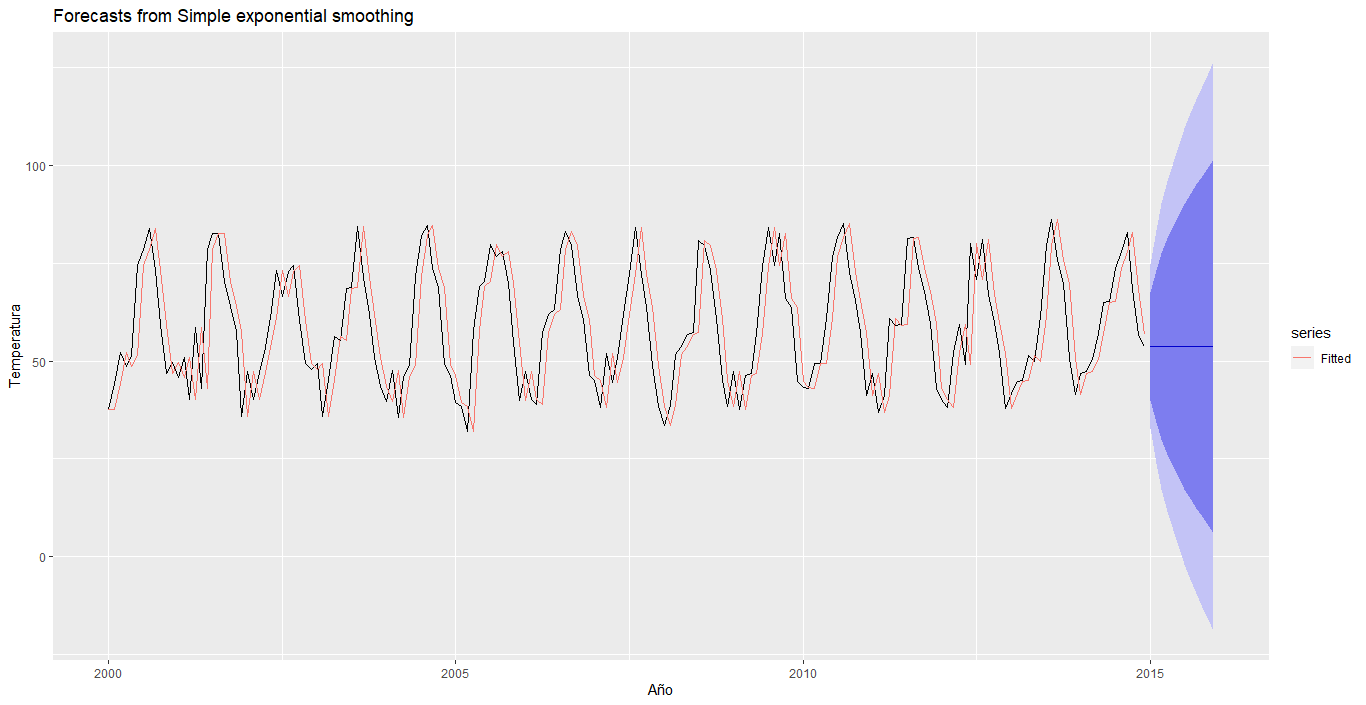 Forecasts from Simple exponential smoothing
100
50
0
Temperatura
2000
2005
2010
2015
Año
series
Fitted